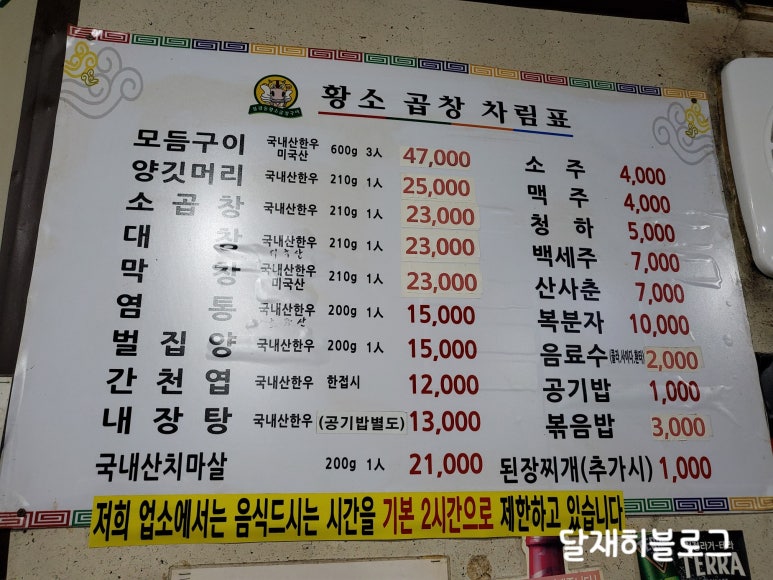 황소 곱창 차림표
모듬구이 국내산한우 미국산 600g 3人 47,000
양깃머리 국내산한우 210g 1人 25,000
소곱창 국내산한우 210g 1人 23,000
대창 국내산한우 210g 1人 23,000
막창 국내산한우 미국산 210g 1人 23,000
염통 국내산한우 200g 1人 15,000
벌집양 국내산한우 200g 1人 15,000
간천엽 국내산한우 한접시 12,000
내장탕 국내산한우 (공기밥별도) 13,000
국내산치마살 200g 1人 21,000
소주 4,000
맥주 4,000
청하 5,000
백세주 7,000
산사춘 7,000
복분자 10,000
음료수 2,000
공기밥 1,000
볶음밥 3,000
된장찌개(추가시) 1,000
저희 업소에서는 음식드시는 시간을 기본 2시간으로 제한하고 있습니다
달재히블로그
TERRA